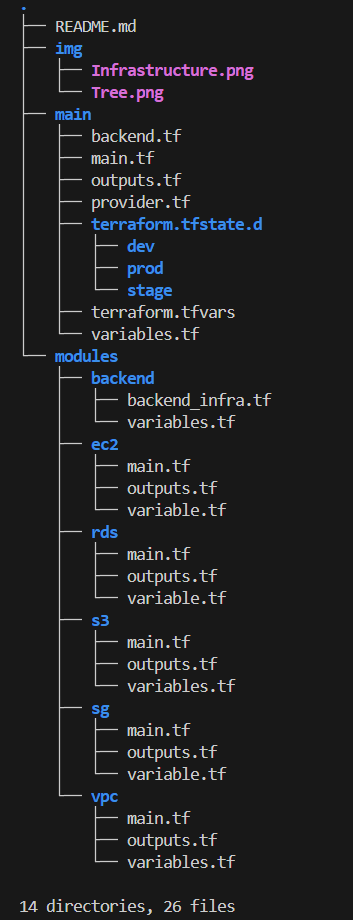 .
├── README.md
├── img
│   ├── Infrastructure.png
│   └── Tree.png
├── main
│   ├── backend.tf
│   ├── main.tf
│   ├── outputs.tf
│   ├── provider.tf
│   ├── terraform.tfstate.d
│   │   ├── dev
│   │   ├── prod
│   │   └── stage
│   ├── terraform.tfvars
│   └── variables.tf
└── modules
    ├── backend
    │   ├── backend_infra.tf
    │   └── variables.tf
    ├── ec2
    │   ├── main.tf
    │   ├── outputs.tf
    │   └── variable.tf
    ├── rds
    │   ├── main.tf
    │   ├── outputs.tf
    │   └── variable.tf
    ├── s3
    │   ├── main.tf
    │   ├── outputs.tf
    │   └── variables.tf
    ├── sg
    │   ├── main.tf
    │   ├── outputs.tf
    │   └── variable.tf
    └── vpc
        ├── main.tf
        ├── outputs.tf
        └── variables.tf
14 directories, 26 files